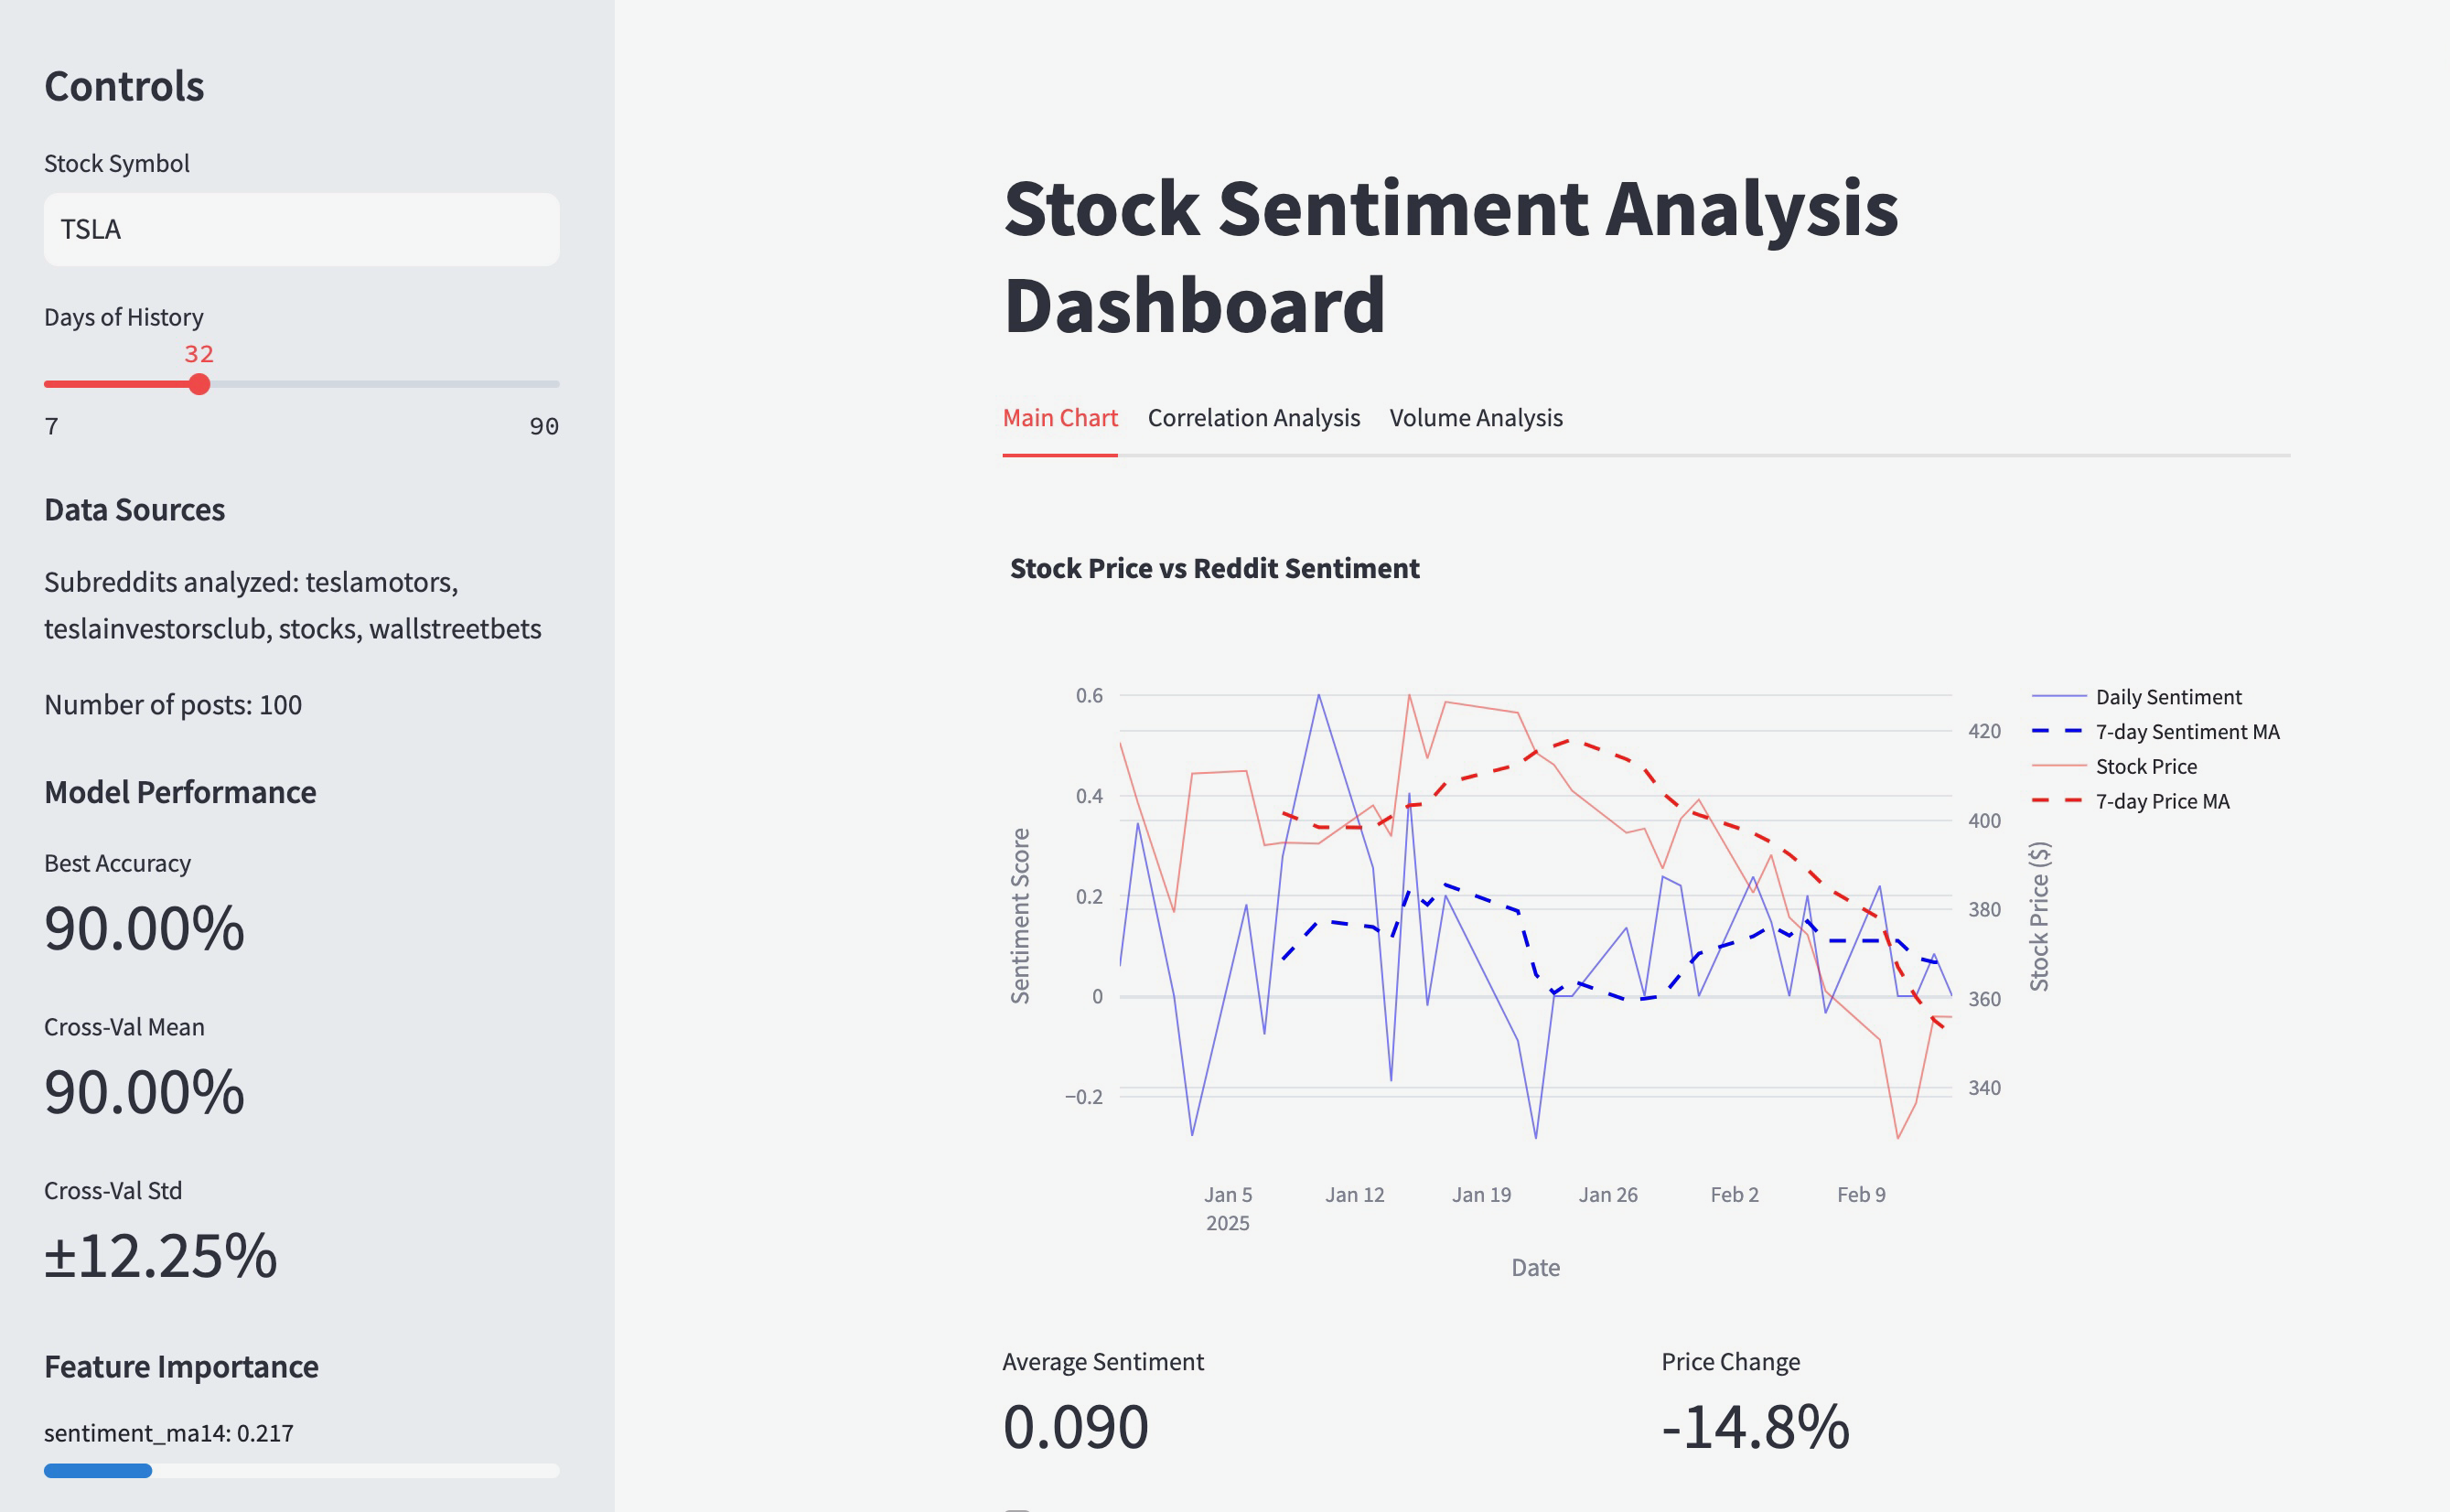 Controls
Stock Symbol
TSLA
Days of History
32
7
90
Data Sources
Subreddits analyzed: teslamotors,
teslainvestorsclub, stocks, wallstreetbets
Number of posts: 100
Model Performance
Best Accuracy
90.00%
Cross-Val Mean
90.00%
Cross-Val Std
±12.25%
Feature Importance
sentiment_ma14: 0.217
Stock Sentiment Analysis
Dashboard
Main Chart
Correlation Analysis
Volume Analysis
Stock Price vs Reddit Sentiment
Sentiment Score
0.6
0.4
0.2
0
−0.2
Jan 5
2025
Jan 12
Jan 19
Jan 26
Feb 2
Feb 9
Date
420
400
380
360
340
Stock Price ($)
Daily Sentiment
7-day Sentiment MA
Stock Price
7-day Price MA
Average Sentiment
0.090
Price Change
-14.8%